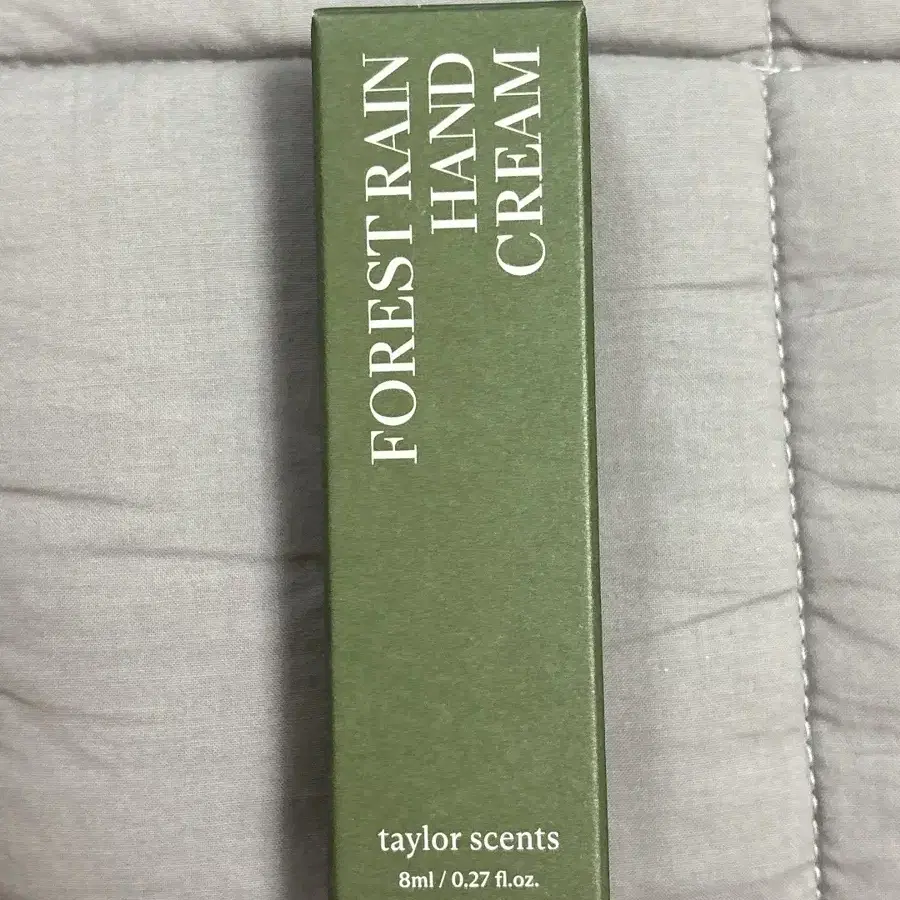 FOREST RAIN
HAND
CREAM
taylor scents
8ml / 0.27 fl.oz.